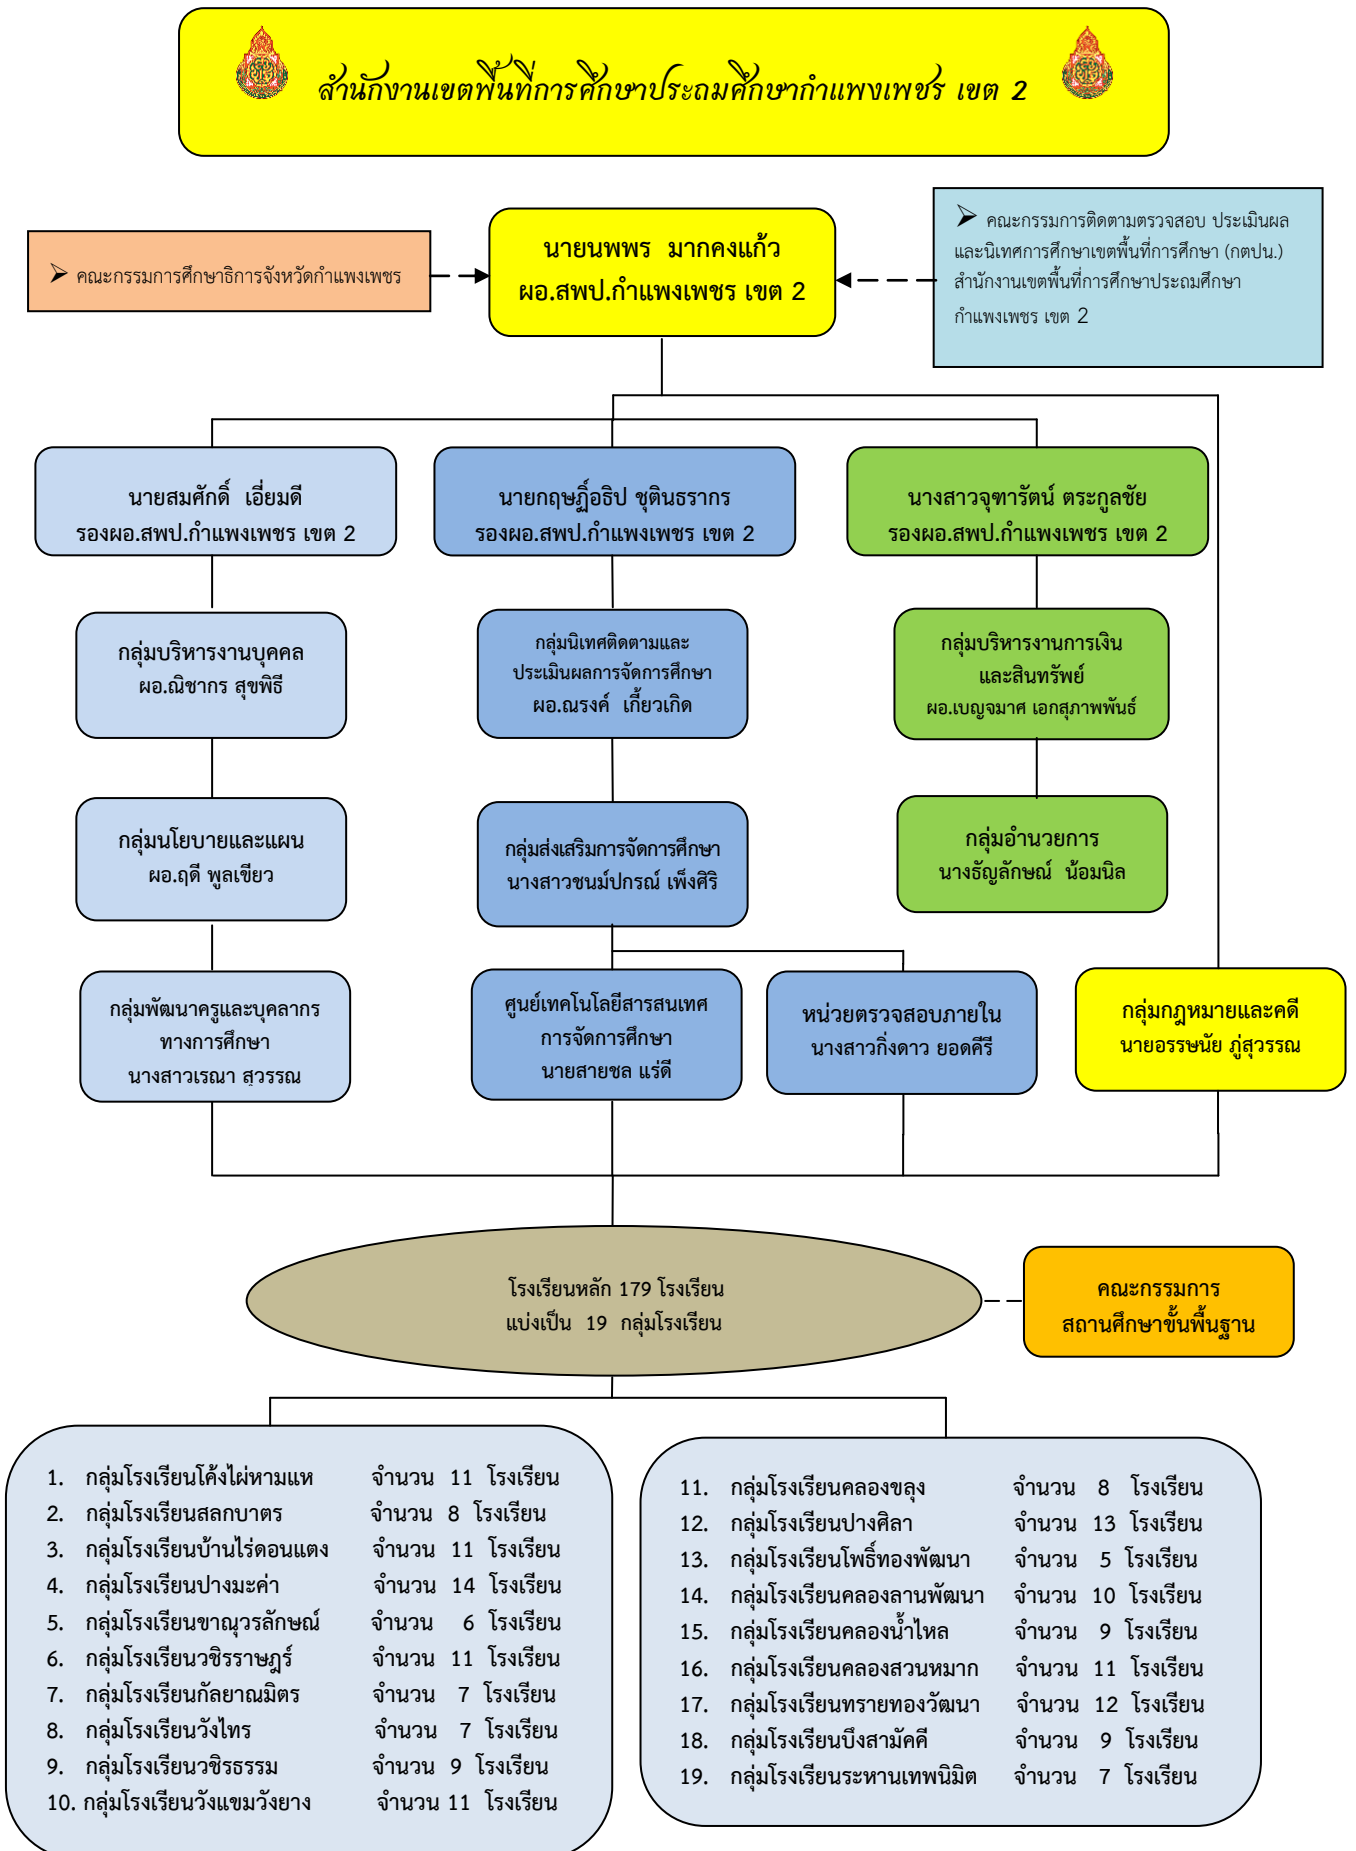 สำนักงานเขตพื้นที่การศึกษาประถมศึกษากำแพงเพชร เขต 2
➢ คณะกรรมการศึกษาธิการจังหวัดกำแพงเพชร
นายนพพร มากคงแก้ว
ผอ.สพป.กำแพงเพชร เขต 2
➢ คณะกรรมการติดตามตรวจสอบ ประเมินผล
และนิเทศการศึกษาเขตพื้นที่การศึกษา (กตปน.)
สำนักงานเขตพื้นที่การศึกษาประถมศึกษา
กำแพงเพชร เขต 2
นายสมศักดิ์ เอี่ยมดี
รองผอ.สพป.กำแพงเพชร เขต 2
นายกฤษฏิ์อธิป ชุตินธรากร
รองผอ.สพป.กำแพงเพชร เขต 2
นางสาวจุฑารัตน์ ตระกูลชัย
รองผอ.สพป.กำแพงเพชร เขต 2
กลุ่มบริหารงานบุคคล
ผอ.ณิชากร สุขพิธี
กลุ่มนิเทศติดตามและ
ประเมินผลการจัดการศึกษา
ผอ.ณรงค์ เกี้ยวเกิด
กลุ่มบริหารงานการเงิน
และสินทรัพย์
ผอ.เบญจมาศ เอกสุภาพพันธ์
กลุ่มนโยบายและแผน
ผอ.ฤดี พูลเขียว
กลุ่มส่งเสริมการจัดการศึกษา
นางสาวชนม์ปกรณ์ เพ็งศิริ
กลุ่มอำนวยการ
นางธัญลักษณ์ น้อมนิล
กลุ่มพัฒนาครูและบุคลากร
ทางการศึกษา
นางสาวเรณา สุวรรณ
ศูนย์เทคโนโลยีสารสนเทศ
การจัดการศึกษา
นายสายชล แร่ดี
หน่วยตรวจสอบภายใน
นางสาวกิ่งดาว ยอดคีรี
กลุ่มกฎหมายและคดี
นายอรรษนัย ภู่สุวรรณ
โรงเรียนหลัก 179 โรงเรียน
แบ่งเป็น 19 กลุ่มโรงเรียน
คณะกรรมการ
สถานศึกษาขั้นพื้นฐาน
1. กลุ่มโรงเรียนโค้งไผ่หามแห จำนวน 11 โรงเรียน
2. กลุ่มโรงเรียนสลกบาตร จำนวน 8 โรงเรียน
3. กลุ่มโรงเรียนบ้านไร่ดอนแตง จำนวน 11 โรงเรียน
4. กลุ่มโรงเรียนปางมะค่า จำนวน 14 โรงเรียน
5. กลุ่มโรงเรียนขาณุวรลักษณ์ จำนวน 6 โรงเรียน
6. กลุ่มโรงเรียนวชิรราษฎร์ จำนวน 11 โรงเรียน
7. กลุ่มโรงเรียนกัลยาณมิตร จำนวน 7 โรงเรียน
8. กลุ่มโรงเรียนวังไทร จำนวน 7 โรงเรียน
9. กลุ่มโรงเรียนวชิรธรรม จำนวน 9 โรงเรียน
10. กลุ่มโรงเรียนวังแขมวังยาง จำนวน 11 โรงเรียน
11. กลุ่มโรงเรียนคลองขลุง จำนวน 8 โรงเรียน
12. กลุ่มโรงเรียนปางศิลา จำนวน 13 โรงเรียน
13. กลุ่มโรงเรียนโพธิ์ทองพัฒนา จำนวน 5 โรงเรียน
14. กลุ่มโรงเรียนคลองลานพัฒนา จำนวน 10 โรงเรียน
15. กลุ่มโรงเรียนคลองน้ำไหล จำนวน 9 โรงเรียน
16. กลุ่มโรงเรียนคลองสวนหมาก จำนวน 11 โรงเรียน
17. กลุ่มโรงเรียนทรายทองวัฒนา จำนวน 12 โรงเรียน
18. กลุ่มโรงเรียนบึงสามัคคี จำนวน 9 โรงเรียน
19. กลุ่มโรงเรียนระหานเทพนิมิต จำนวน 7 โรงเรียน